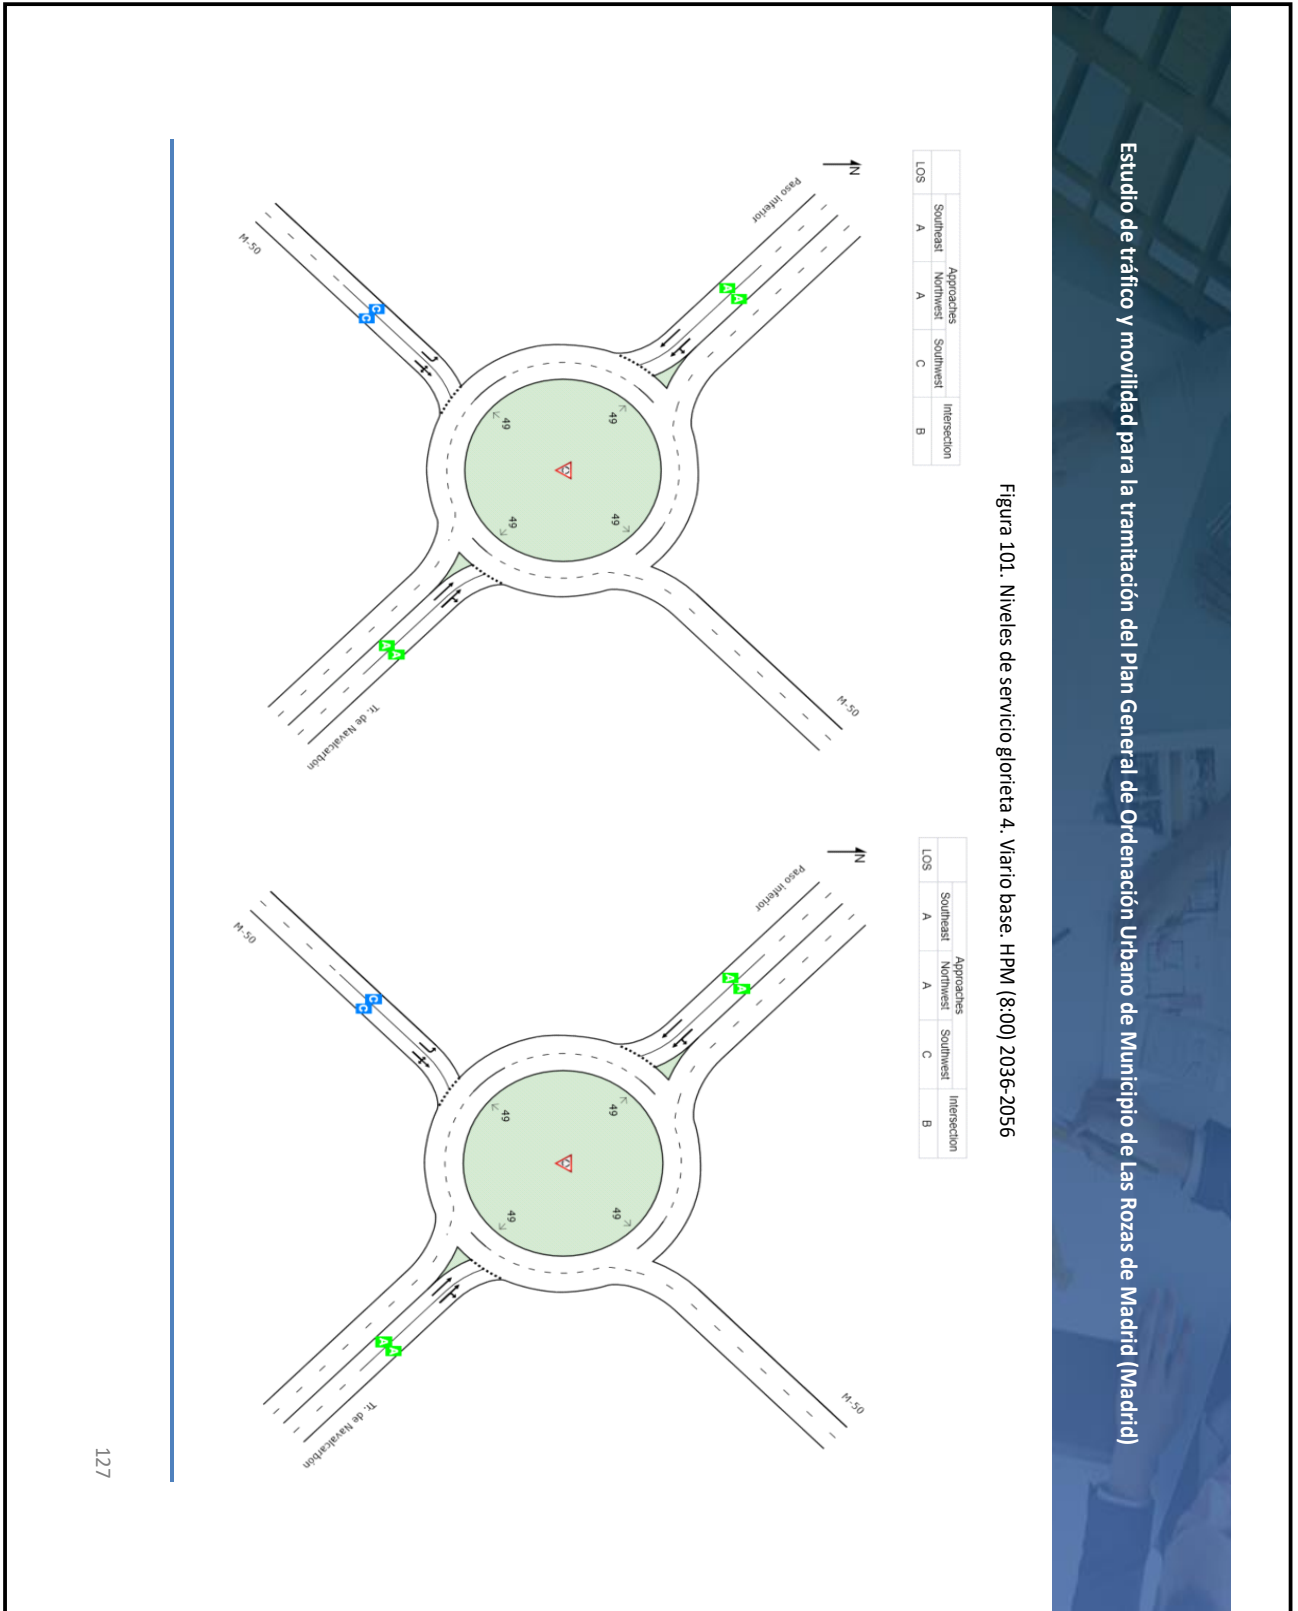 Estudio de tráfico y movilidad para la tramitación del Plan General de Ordenación Urbano de Municipio de Las Rozas de Madrid (Madrid)
Figura 101. Niveles de servicio glorieta 4. Viario base. HPM (8:00) 2036-2056
Approaches Intersection
Southeast Northwest Southwest
LOS A A C B
N
Paso inferior
A
A
M-50
49
49
49
49
C
C
A
A
M-50
Tr. de Navalcarbón
Approaches Intersection
Southeast Northwest Southwest
LOS A A C B
N
Paso inferior
A
A
M-50
49
49
49
49
C
C
A
A
M-50
Tr. de Navalcarbón
127